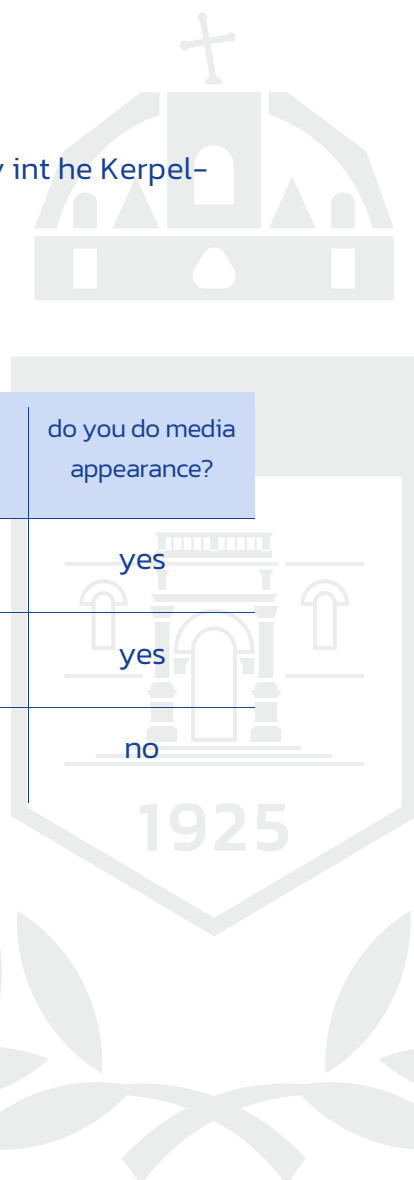 int he Kerpel-
do you do media
appearance?
yes
yes
no
1925